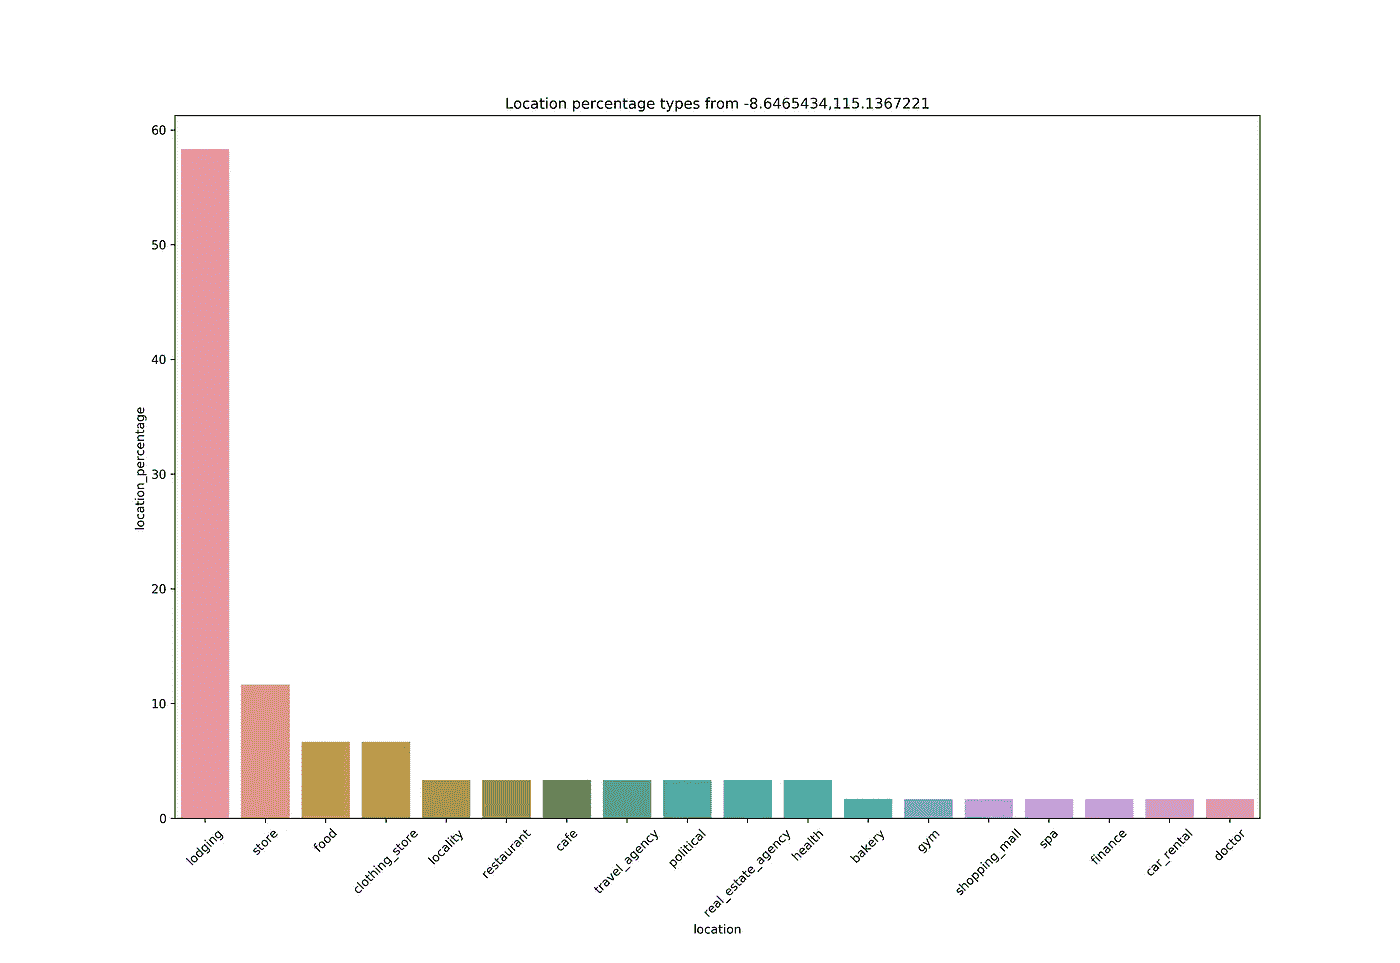 Location percentage types from -8.6465434,115.1367221
60
50
40
30
20
10
0
location_percentage
lodging
store
food
clothing_store
locality
restaurant
cafe
travel_agency
political
real_estate_agency
health
bakery
gym
shopping_mall
spa
finance
car_rental
doctor
location